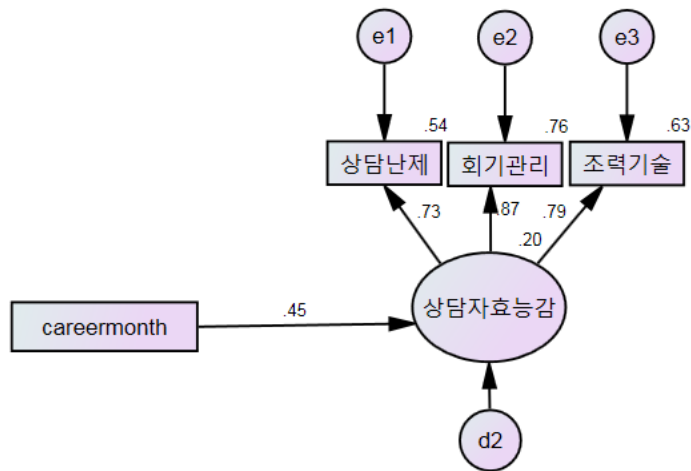 e1
e2
e3
.54
.76
.63
상담난제
회기관리
조력기술
.73
.87
.79
.20
.45
상담자효능감
careermonth
d2